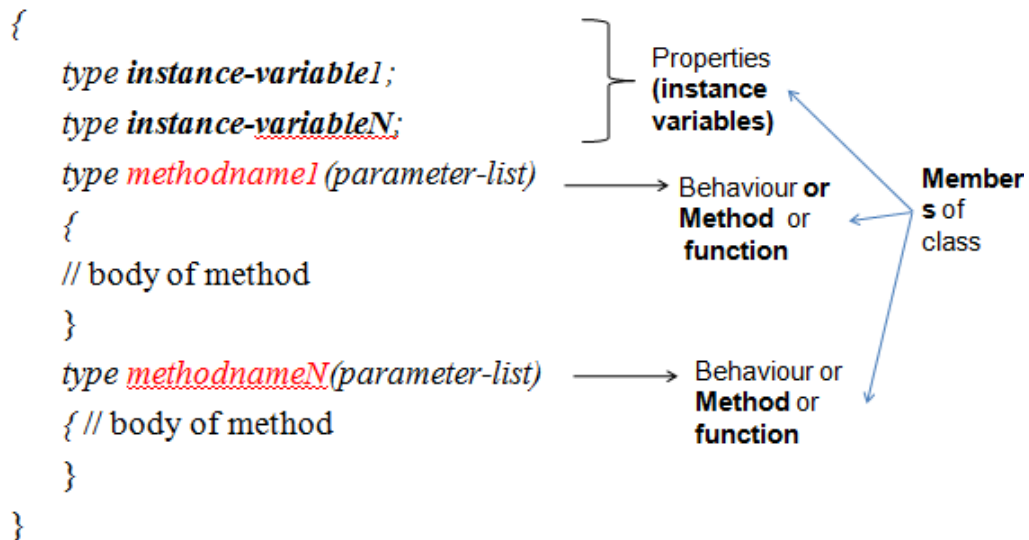 {
type instance-variable1;
type instance-variableN;
type methodname1(parameter-list)
{
// body of method
}
type methodnameN(parameter-list)
{ // body of method
}
}
Properties
(instance
variables)
Behaviour or
Method or
function
Behaviour or
Method or
function
Member
s of
class